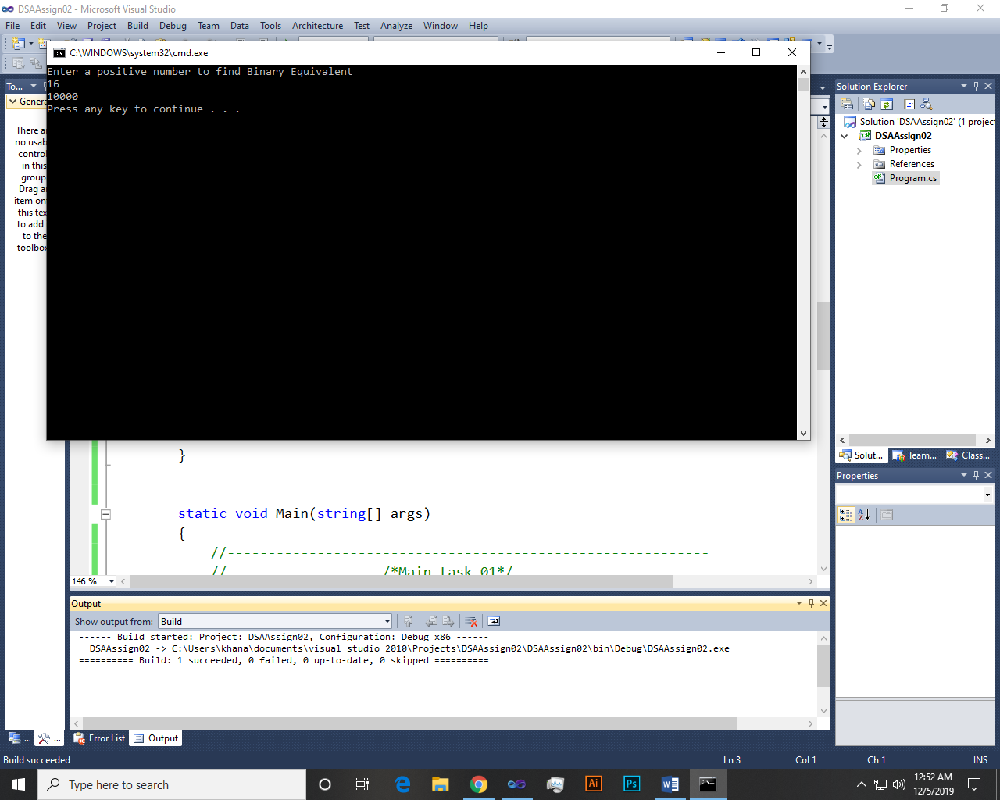 DSAAssign02 - Microsoft Visual Studio
File Edit View Project Build Debug Team Data Tools Architecture Test Analyze Window Help
C:\WINDOWS\system32\cmd.exe
Enter a positive number to find Binary Equivalent
16
10000
Press any key to continue . . .
To...
Genera
There a
no usab
contro
in this
group
Drag a
item on
this tex
to add
to the
toolbox
}
static void Main(string[] args)
{
//-----------------------------------------------------------
//-------------------/*Main task 01*/ ----------------------------
146 %
Output
Show output from: Build
------ Build started: Project: DSAAssign02, Configuration: Debug x86 ------
DSAAssign02 -> C:\Users\khana\documents\visual studio 2010\Projects\DSAAssign02\DSAAssign02\bin\Debug\DSAAssign02.exe
========== Build: 1 succeeded, 0 failed, 0 up-to-date, 0 skipped ==========
... ...
Error List Output
Solution Explorer
Solution 'DSAAssign02' (1 projec
DSAAssign02
Properties
References
Program.cs
Solut... Team... Class...
Properties
Build succeeded Ln 3 Col 1 Ch 1 INS
Type here to search
Ai Ps
12:52 AM
12/5/2019